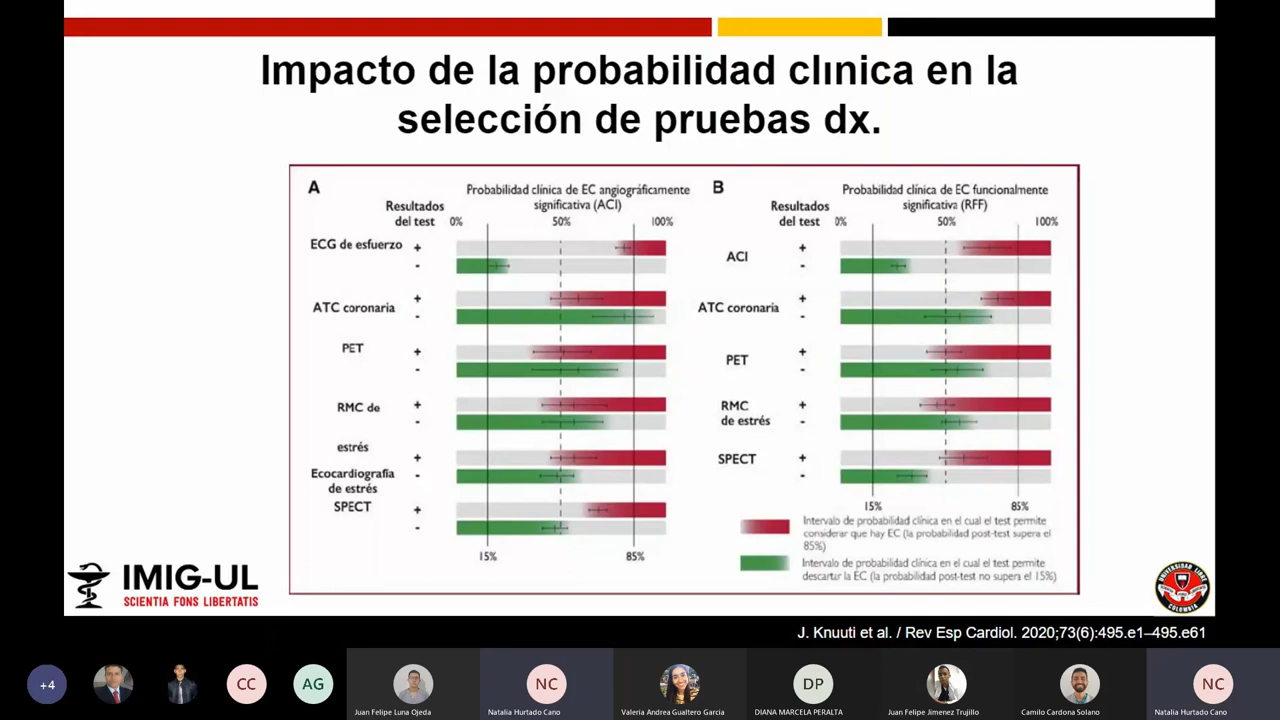 Impacto de la probabilidad clınica en la
selección de pruebas dx.
A
Resultados
del test
Probabilidad clínica de EC angiográficamente
significativa (ACI)
0% 50% 100%
ECG de esfuerzo +
-
ATC coronaria +
-
PET +
-
RMC de +
-
estrés
+
Ecocardiografía -
de estrés
SPECT +
-
15% 85%
B
Resultados
del test
Probabilidad clínica de EC funcionalmente
significativa (RFF)
0% 50% 100%
ACI +
-
ATC coronaria +
-
PET +
-
RMC +
de estrés -
SPECT +
-
15% 85%
Intervalo de probabilidad clínica en el cual el test permite
considerar que hay EC (la probabilidad post-test supera el
85%)
Intervalo de probabilidad clínica en el cual el test permite
descartar la EC (la probabilidad post-test no supera el 15%)
IMIG-UL
SCIENTIA FONS LIBERTATIS
UNIVERSIDAD LIBRE
COLOMBIA
J. Knuuti et al. / Rev Esp Cardiol. 2020;73(6):495.e1–495.e61
+4
CC
AG
Juan Felipe Luna Ojeda
NC
Natalia Hurtado Cano
Valeria Andrea Gualtero Garcia
DP
DIANA MARCELA PERALTA
Juan Felipe Jimenez Trujillo
Camilo Cardona Solano
NC
Natalia Hurtado Cano